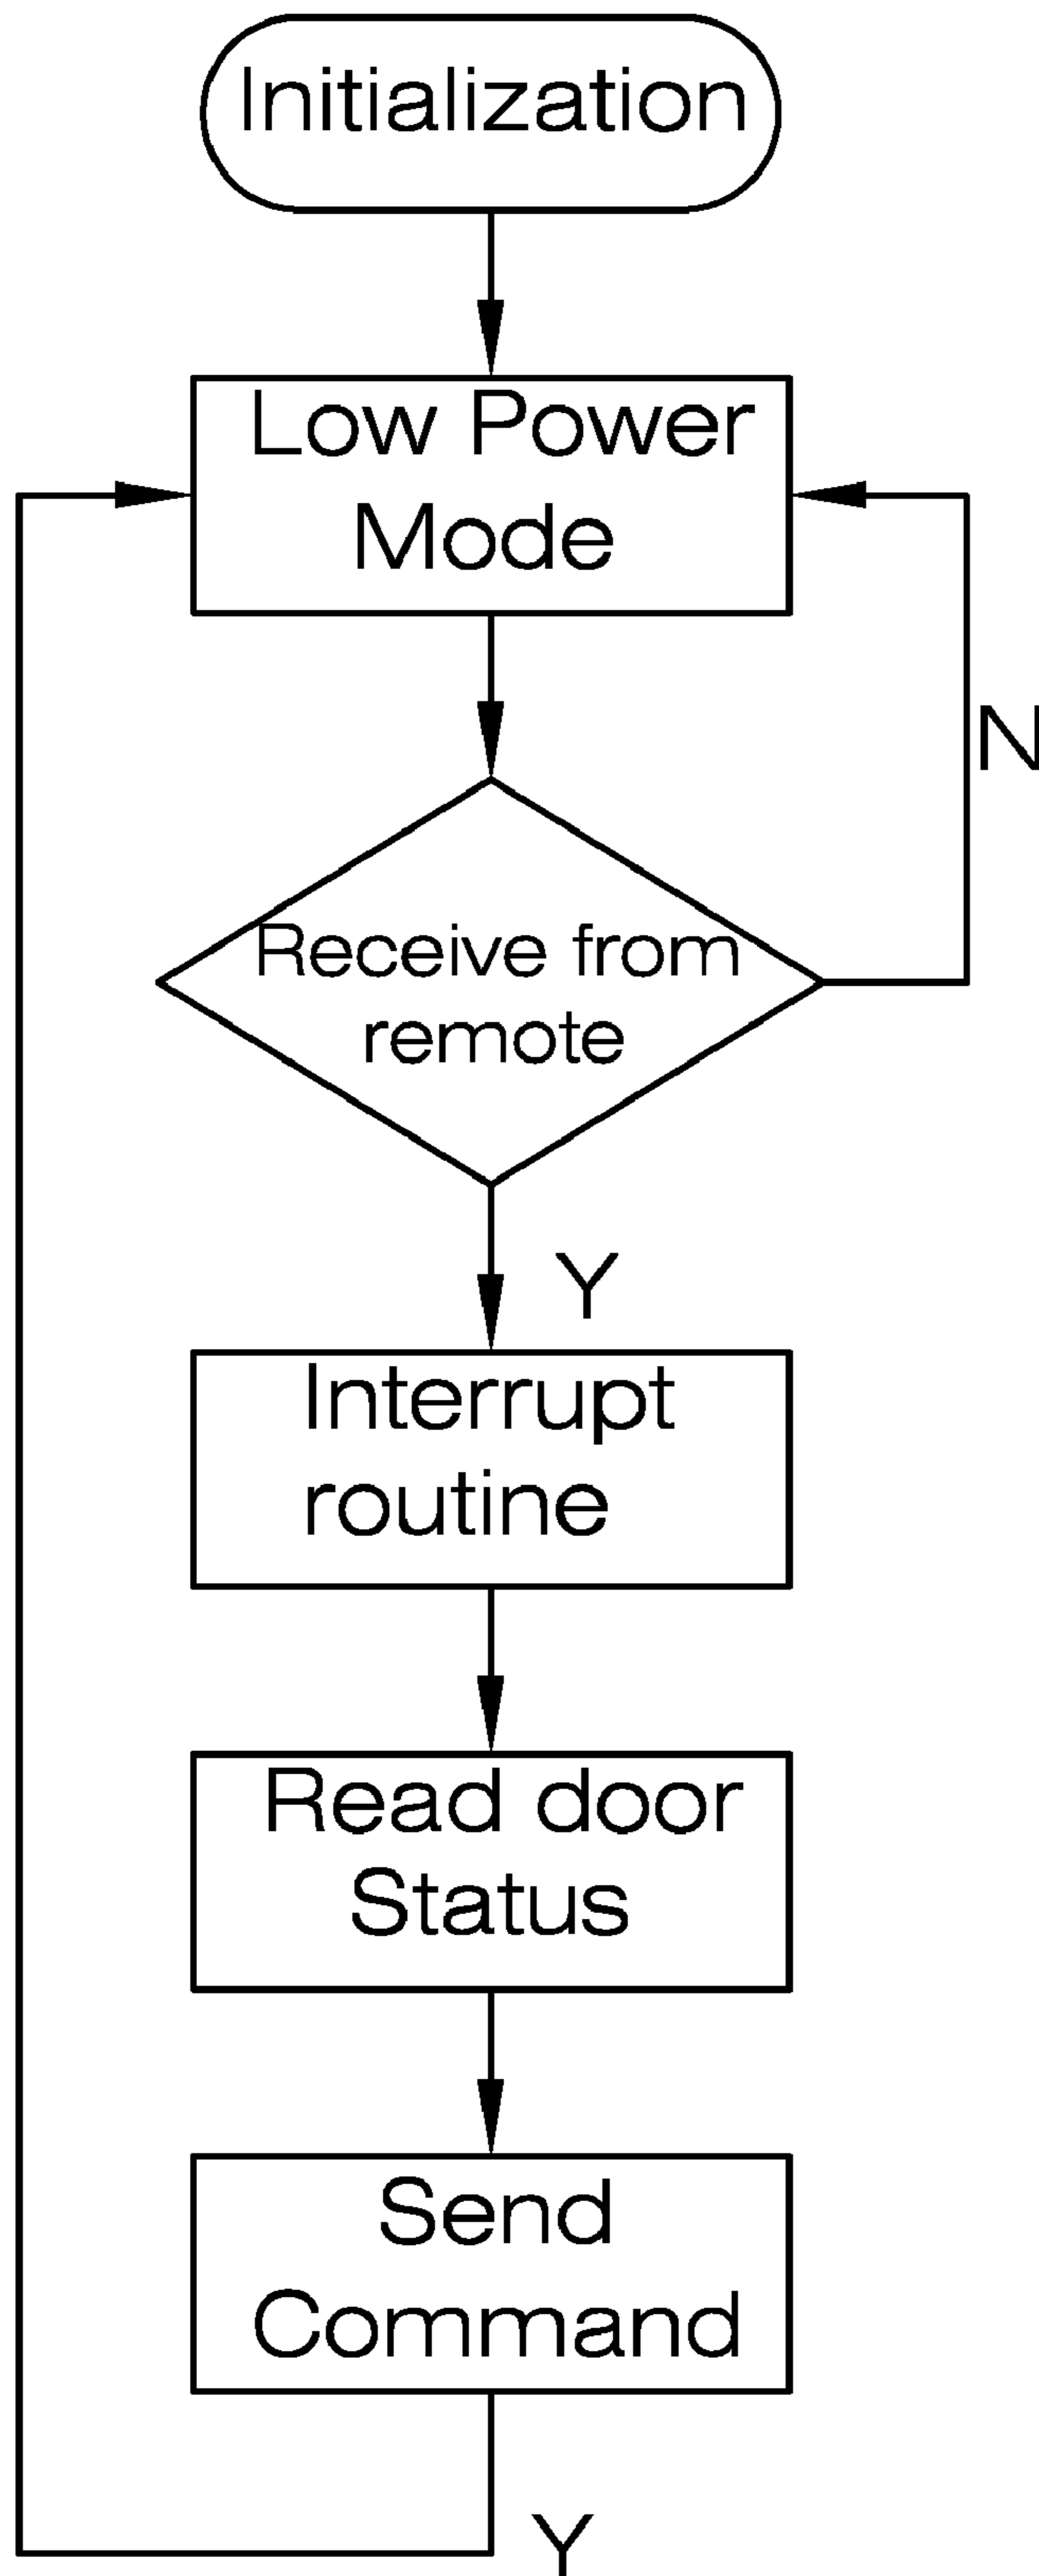 Initialization
Low Power
Mode
N
Receive from
remote
Y
Interrupt
routine
Read door
Status
Send
Command
Y